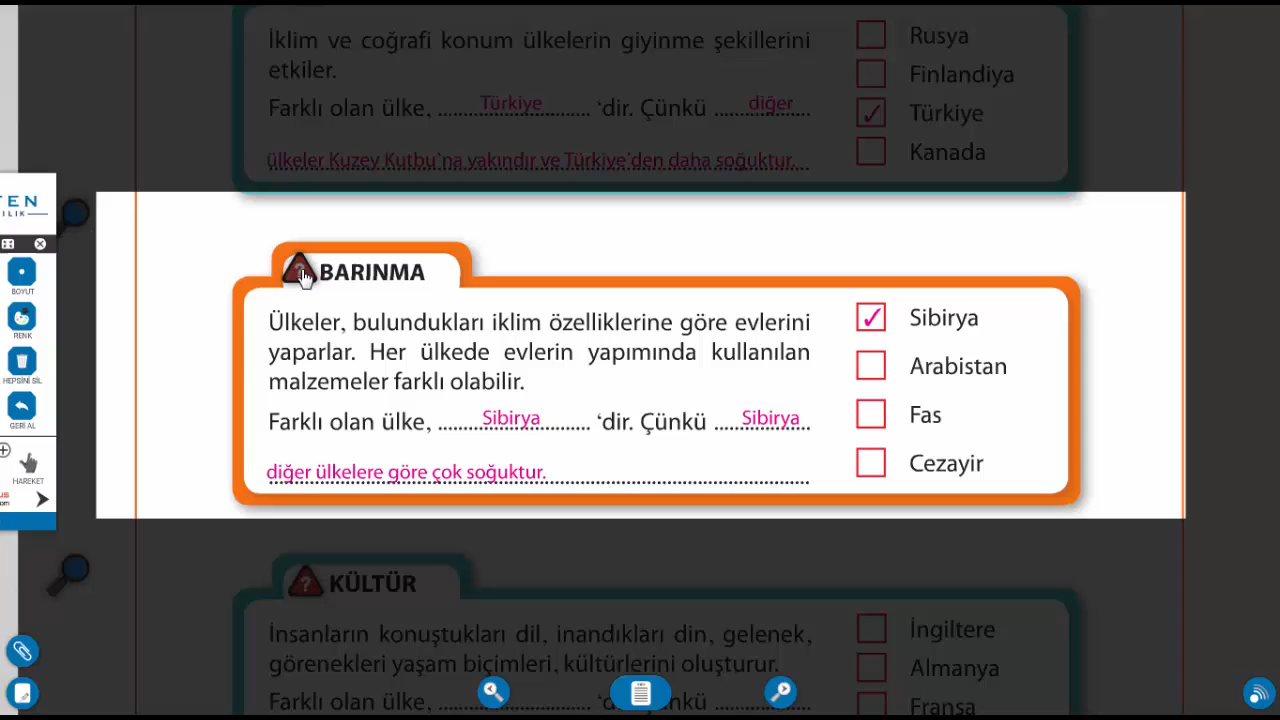 İklim ve coğrafi konum ülkelerin giyinme şekillerini
etkiler.
Farklı olan ülke, ........Türkiye........ 'dir. Çünkü ......diğer......
ülkeler Kuzey Kutbu`na yakındır ve Türkiye'den daha soğuktur.
Rusya
Finlandiya
✓ Türkiye
Kanada
TEN
ILIK
BOYUT
RENK
HEPSİNİ SİL
GERİ AL
HAREKET
BARINMA
Ülkeler, bulundukları iklim özelliklerine göre evlerini
yaparlar. Her ülkede evlerin yapımında kullanılan
malzemeler farklı olabilir.
Farklı olan ülke, ........Sibirya........ 'dir. Çünkü ......Sibirya......
diğer ülkelere göre çok soğuktur.
✓ Sibirya
Arabistan
Fas
Cezayir
? KÜLTÜR
İnsanların konuştukları dil, inandıkları din, gelenek,
görenekleri yaşam biçimleri, kültürlerini oluşturur.
Farklı olan ülke, ........................ 'dir. Çünkü ................
İngiltere
Almanya
Fransa